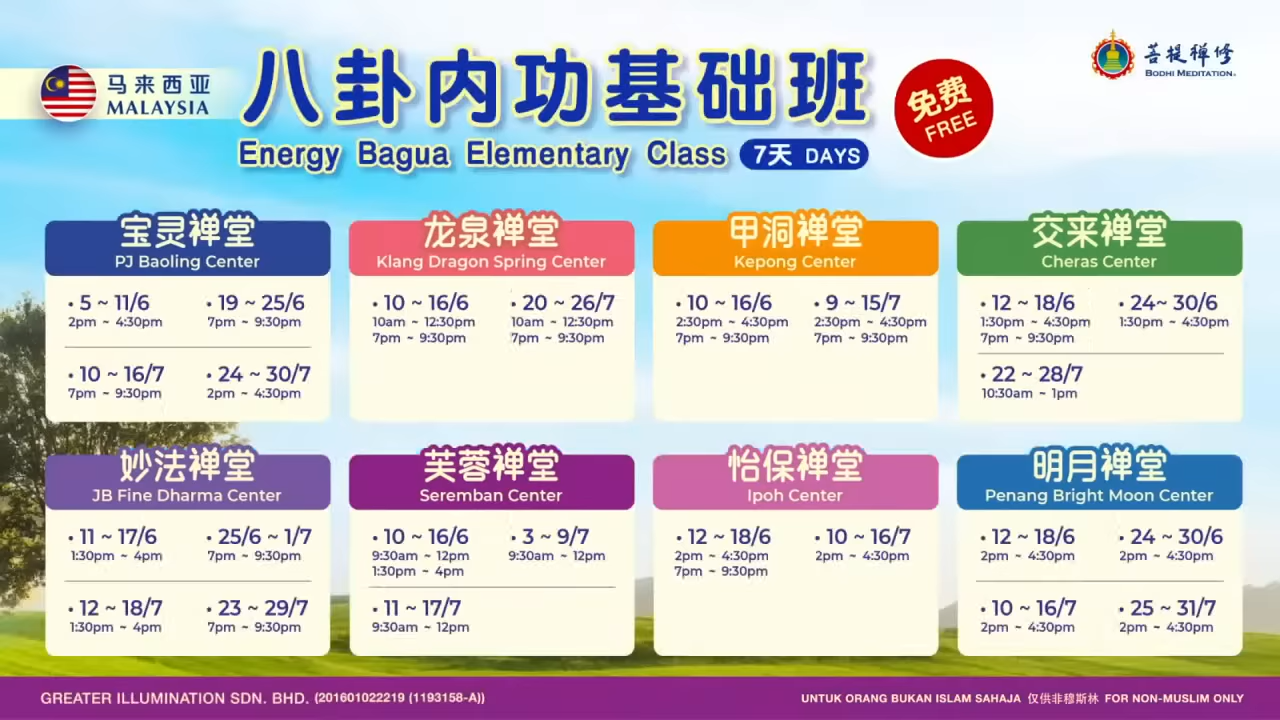 马来西亚
MALAYSIA
八卦内功基础班
Energy Bagua Elementary Class 7天 DAYS
免费
FREE
菩提禅修
BODHI MEDITATION®
宝灵禅堂
PJ Baoling Center
• 5 ~ 11/6
2pm ~ 4:30pm
• 19 ~ 25/6
7pm ~ 9:30pm
• 10 ~ 16/7
7pm ~ 9:30pm
• 24 ~ 30/7
2pm ~ 4:30pm
龙泉禅堂
Klang Dragon Spring Center
• 10 ~ 16/6
10am ~ 12:30pm
7pm ~ 9:30pm
• 20 ~ 26/7
10am ~ 12:30pm
7pm ~ 9:30pm
甲洞禅堂
Kepong Center
• 10 ~ 16/6
2:30pm ~ 4:30pm
7pm ~ 9:30pm
• 9 ~ 15/7
2:30pm ~ 4:30pm
7pm ~ 9:30pm
交来禅堂
Cheras Center
• 12 ~ 18/6
1:30pm ~ 4:30pm
7pm ~ 9:30pm
• 24~ 30/6
1:30pm ~ 4:30pm
• 22 ~ 28/7
10:30am ~ 1pm
妙法禅堂
JB Fine Dharma Center
• 11 ~ 17/6
1:30pm ~ 4pm
• 25/6 ~ 1/7
7pm ~ 9:30pm
• 12 ~ 18/7
1:30pm ~ 4pm
• 23 ~ 29/7
7pm ~ 9:30pm
芙蓉禅堂
Seremban Center
• 10 ~ 16/6
9:30am ~ 12pm
1:30pm ~ 4pm
• 3 ~ 9/7
9:30am ~ 12pm
• 11 ~ 17/7
9:30am ~ 12pm
怡保禅堂
Ipoh Center
• 12 ~ 18/6
2pm ~ 4:30pm
7pm ~ 9:30pm
• 10 ~ 16/7
2pm ~ 4:30pm
明月禅堂
Penang Bright Moon Center
• 12 ~ 18/6
2pm ~ 4:30pm
• 24 ~ 30/6
2pm ~ 4:30pm
• 10 ~ 16/7
2pm ~ 4:30pm
• 25 ~ 31/7
2pm ~ 4:30pm
GREATER ILLUMINATION SDN. BHD. (201601022219 (1193158-A))
UNTUK ORANG BUKAN ISLAM SAHAJA 仅供非穆斯林 FOR NON-MUSLIM ONLY